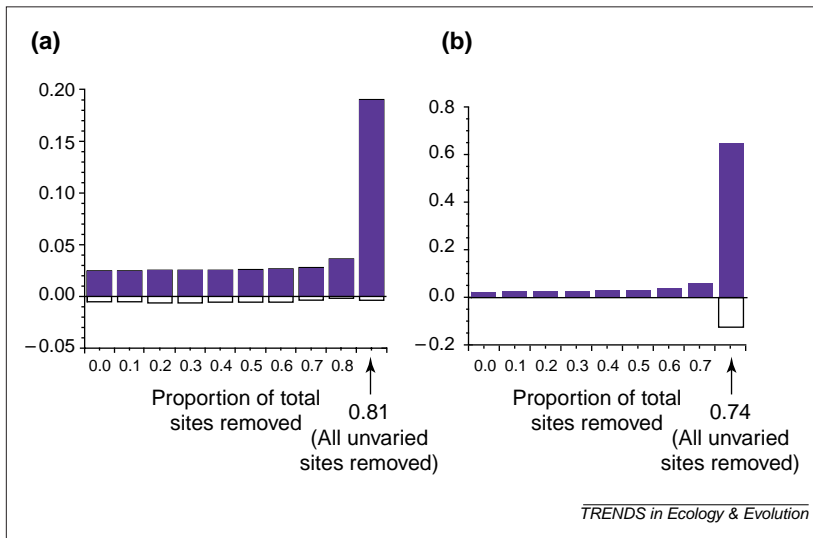 (a)
0.20
0.15
0.10
0.05
0.00
−0.05
0.0 0.1 0.2 0.3 0.4 0.5 0.6 0.7 0.8
Proportion of total
sites removed
0.81
(All unvaried
sites removed)
(b)
0.8
0.6
0.4
0.2
0.0
−0.2
0.0 0.1 0.2 0.3 0.4 0.5 0.6 0.7
Proportion of total
sites removed
0.74
(All unvaried
sites removed)
TRENDS in Ecology & Evolution